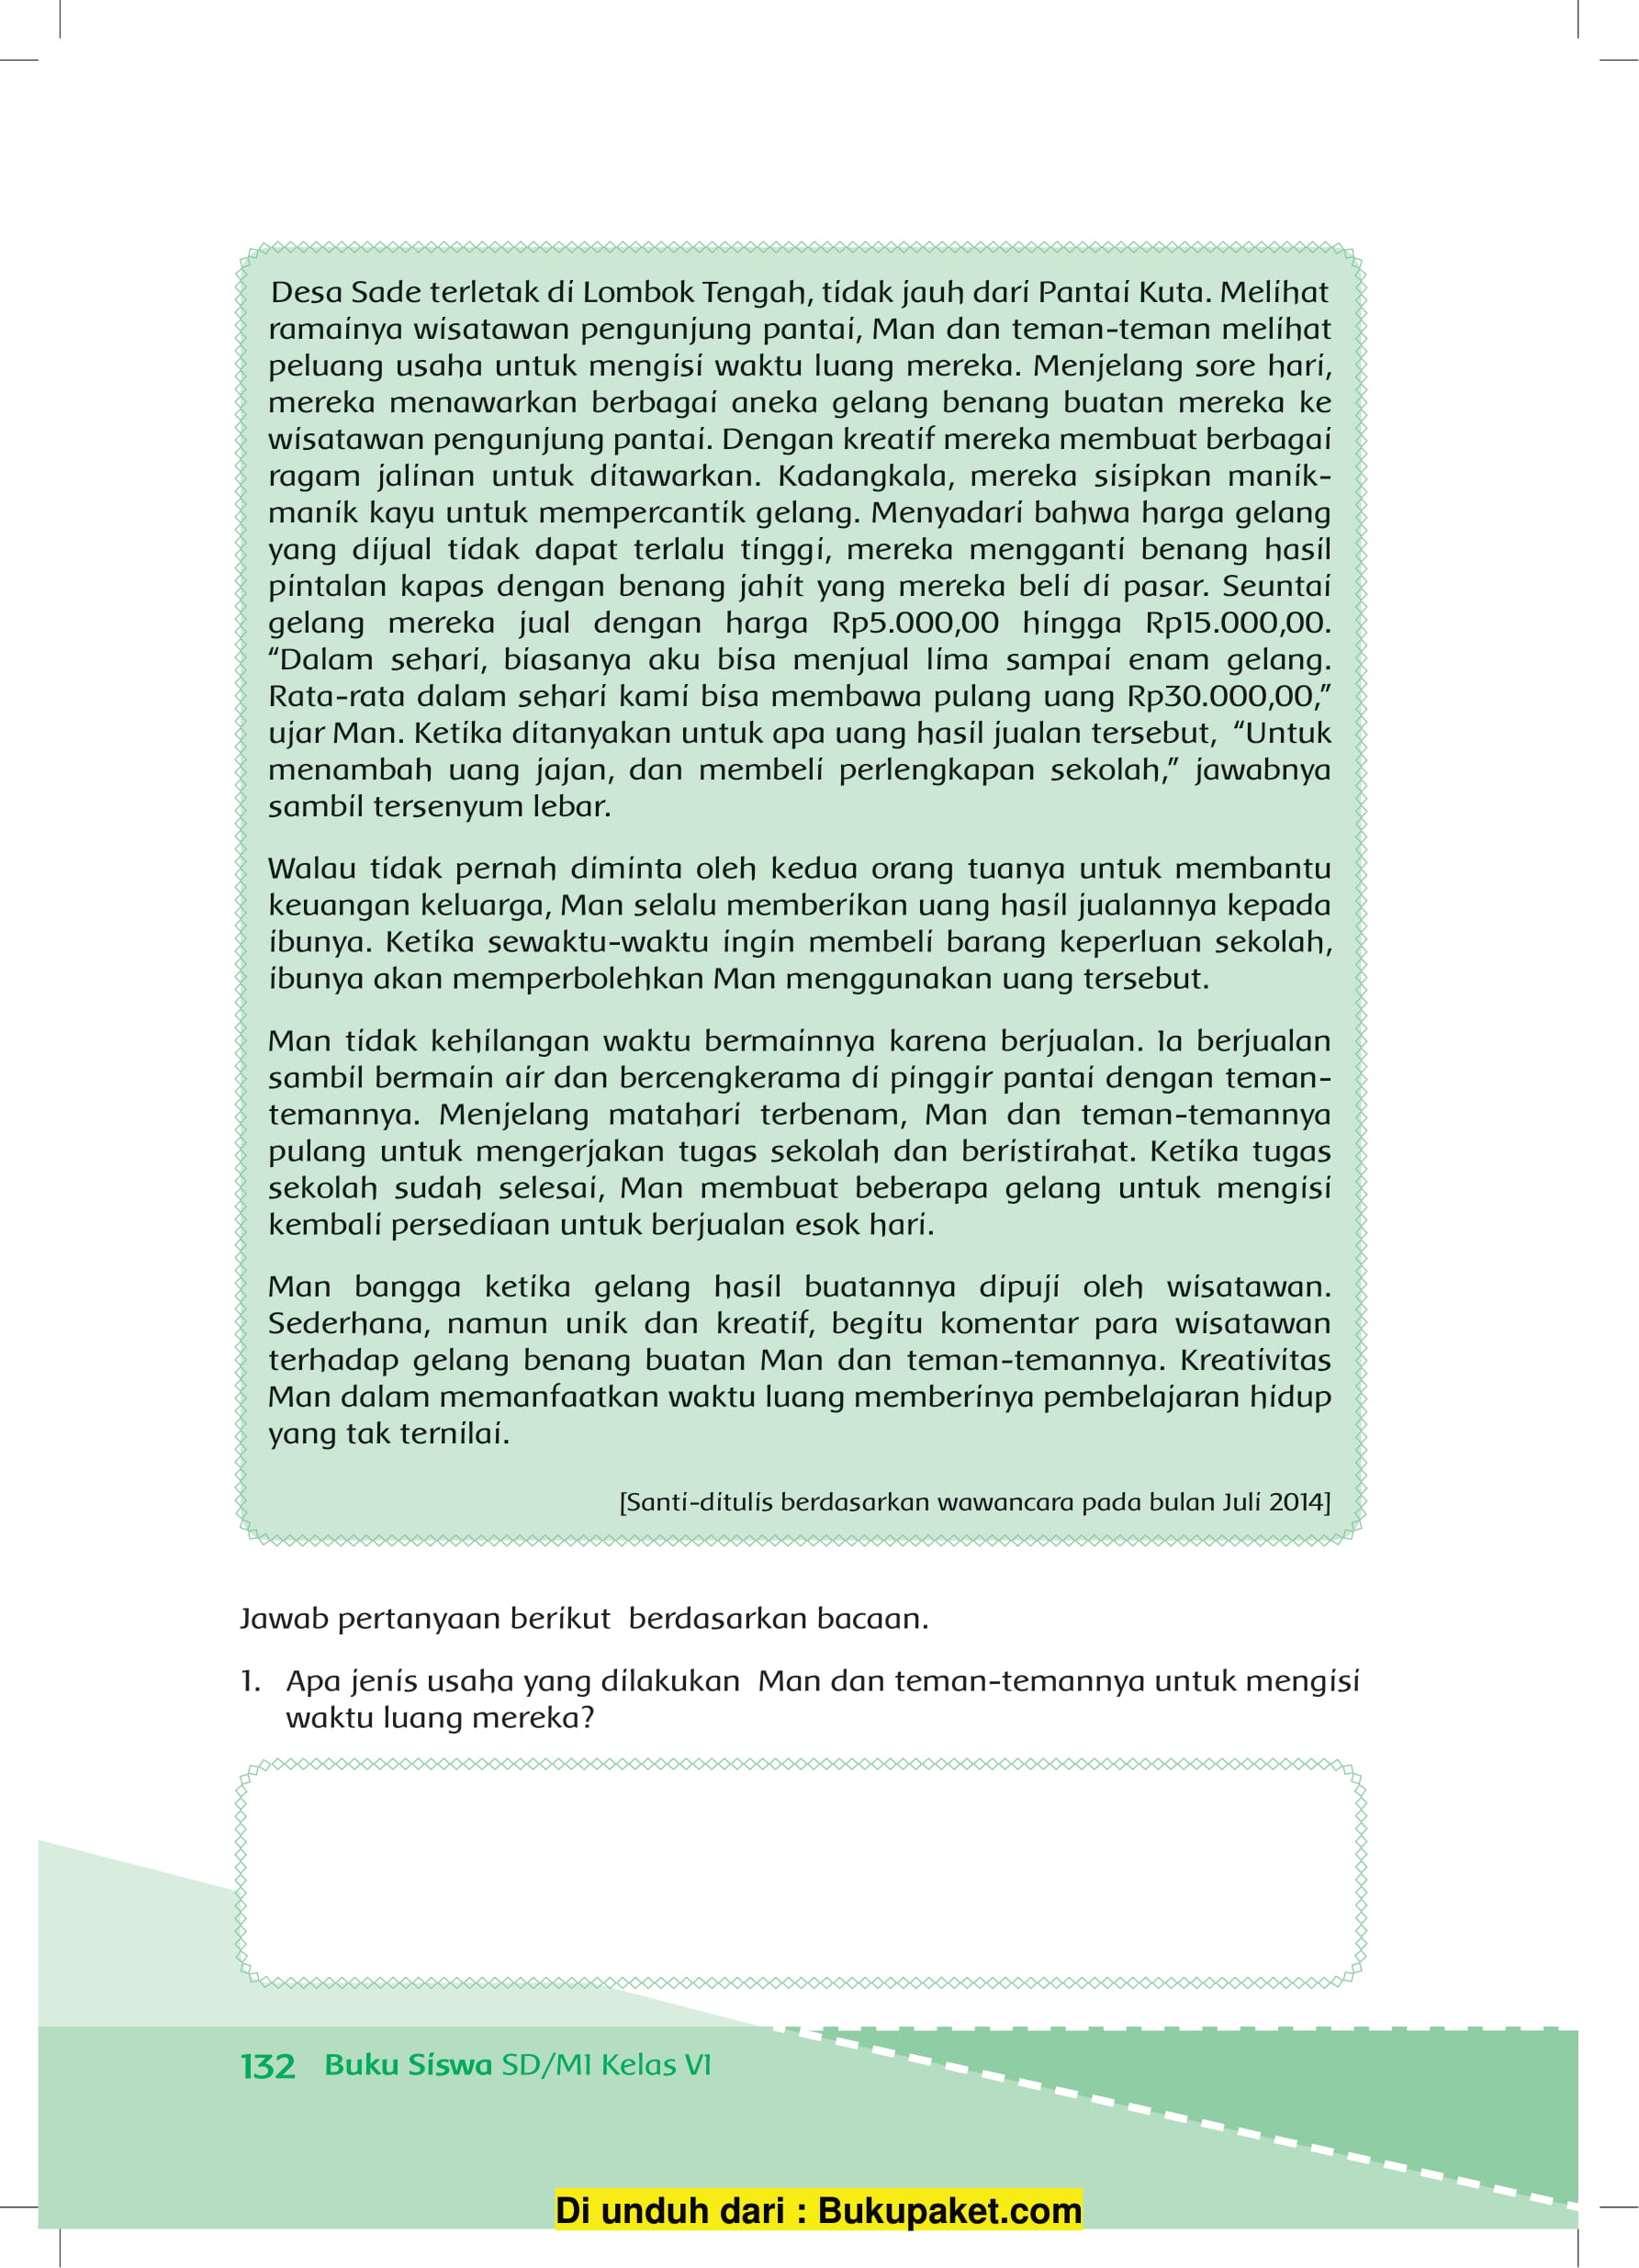 Desa Sade terletak di Lombok Tengah, tidak jauh dari Pantai Kuta. Melihat
ramainya wisatawan pengunjung pantai, Man dan teman-teman melihat
peluang usaha untuk mengisi waktu luang mereka. Menjelang sore hari,
mereka menawarkan berbagai aneka gelang benang buatan mereka ke
wisatawan pengunjung pantai. Dengan kreatif mereka membuat berbagai
ragam jalinan untuk ditawarkan. Kadangkala, mereka sisipkan manik-
manik kayu untuk mempercantik gelang. Menyadari bahwa harga gelang
yang dijual tidak dapat terlalu tinggi, mereka mengganti benang hasil
pintalan kapas dengan benang jahit yang mereka beli di pasar. Seuntai
gelang mereka jual dengan harga Rp5.000,00 hingga Rp15.000,00.
“Dalam sehari, biasanya aku bisa menjual lima sampai enam gelang.
Rata-rata dalam sehari kami bisa membawa pulang uang Rp30.000,00,”
ujar Man. Ketika ditanyakan untuk apa uang hasil jualan tersebut, “Untuk
menambah uang jajan, dan membeli perlengkapan sekolah,” jawabnya
sambil tersenyum lebar.
Walau tidak pernah diminta oleh kedua orang tuanya untuk membantu
keuangan keluarga, Man selalu memberikan uang hasil jualannya kepada
ibunya. Ketika sewaktu-waktu ingin membeli barang keperluan sekolah,
ibunya akan memperbolehkan Man menggunakan uang tersebut.
Man tidak kehilangan waktu bermainnya karena berjualan. Ia berjualan
sambil bermain air dan bercengkerama di pinggir pantai dengan teman-
temannya. Menjelang matahari terbenam, Man dan teman-temannya
pulang untuk mengerjakan tugas sekolah dan beristirahat. Ketika tugas
sekolah sudah selesai, Man membuat beberapa gelang untuk mengisi
kembali persediaan untuk berjualan esok hari.
Man bangga ketika gelang hasil buatannya dipuji oleh wisatawan.
Sederhana, namun unik dan kreatif, begitu komentar para wisatawan
terhadap gelang benang buatan Man dan teman-temannya. Kreativitas
Man dalam memanfaatkan waktu luang memberinya pembelajaran hidup
yang tak ternilai.
[Santi-ditulis berdasarkan wawancara pada bulan Juli 2014]
Jawab pertanyaan berikut berdasarkan bacaan.
1. Apa jenis usaha yang dilakukan Man dan teman-temannya untuk mengisi
waktu luang mereka?
132 Buku Siswa SD/MI Kelas VI
Di unduh dari : Bukupaket.com